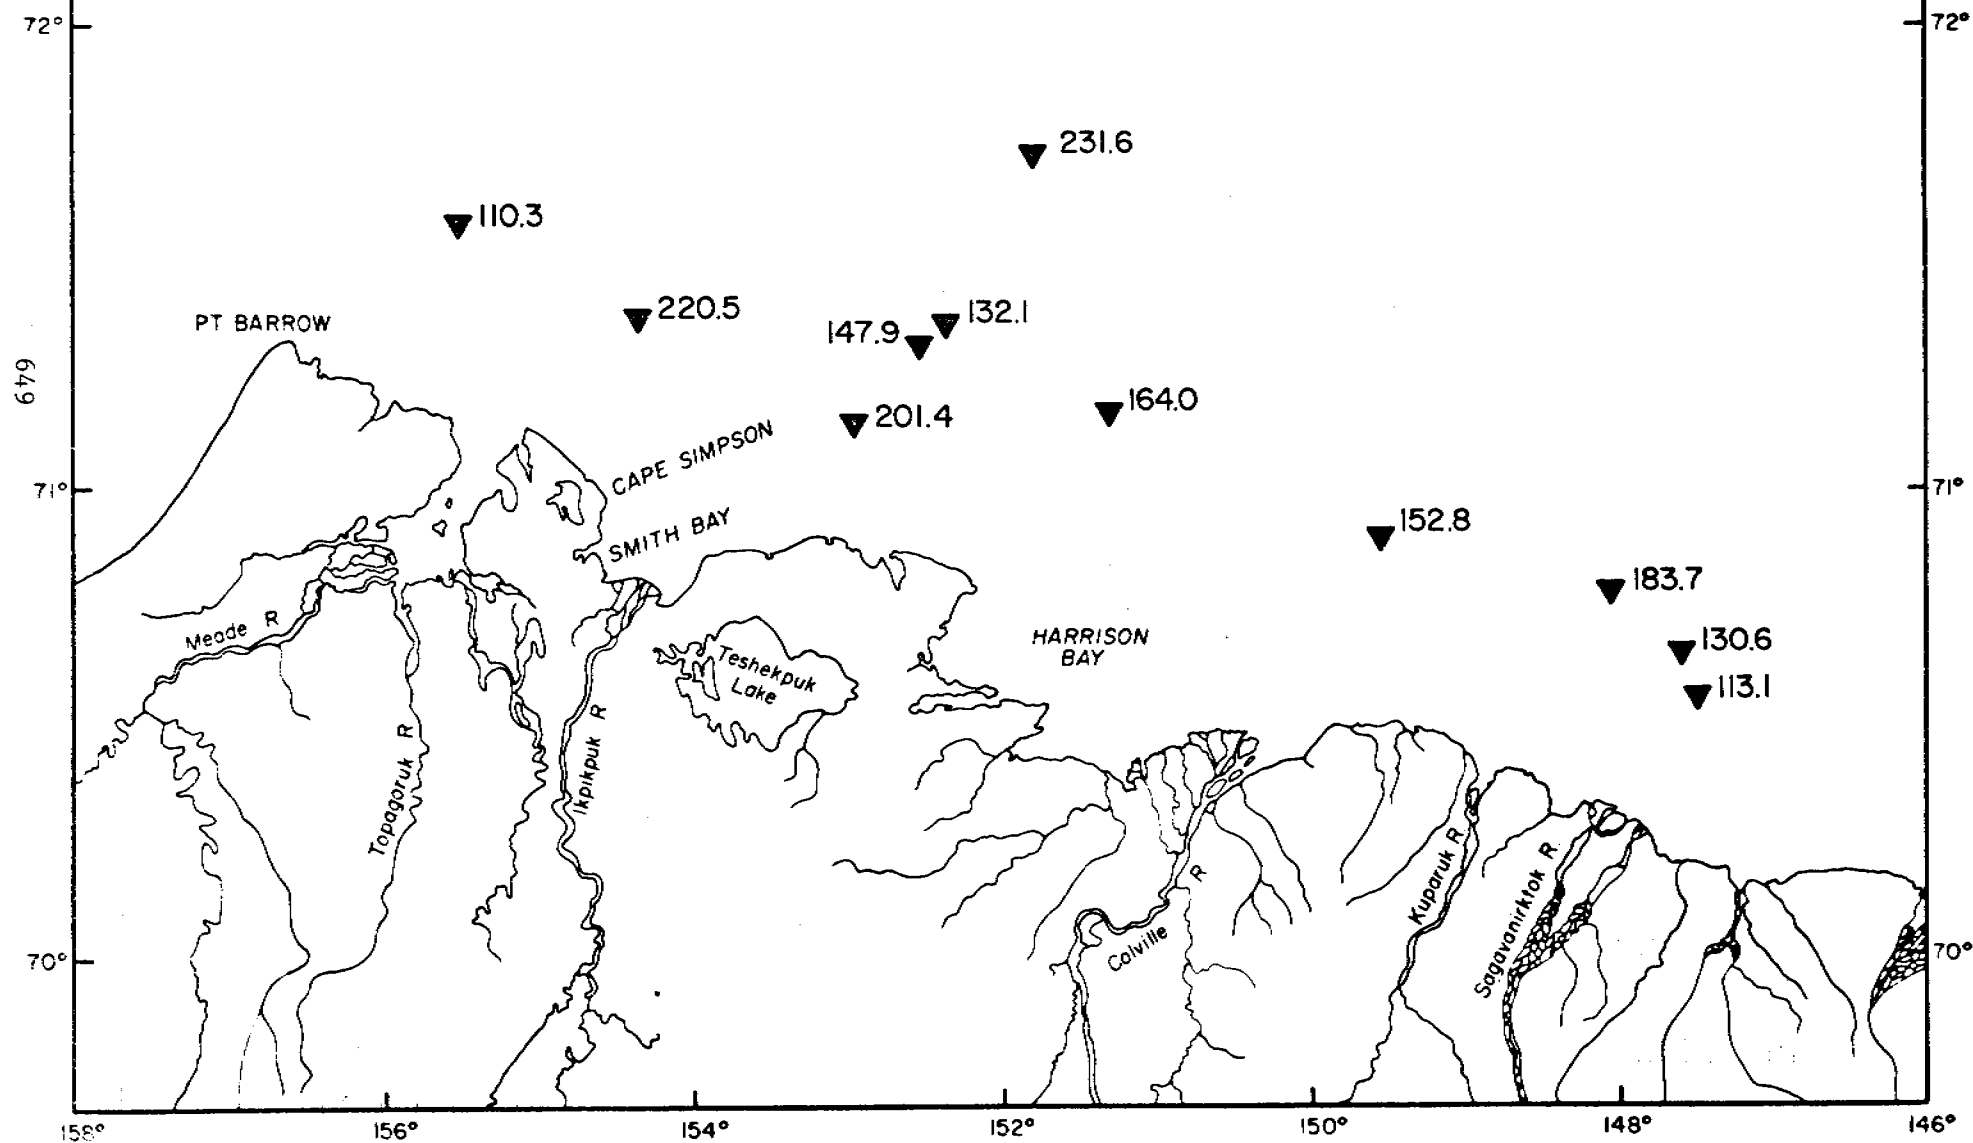 72°
72°
231.6
110.3
220.5
132.1
147.9
PT BARROW
649
164.0
201.4
CAPE SIMPSON
71°
71°
152.8
SMITH BAY
183.7
Meade R
HARRISON
BAY
130.6
Teshekpuk
Lake
113.1
Topagoruk R
Ikpikpuk R
Kuparuk R
Sagavanirktok R
Colville R
70°
70°
158°
156°
154°
152°
150°
148°
146°